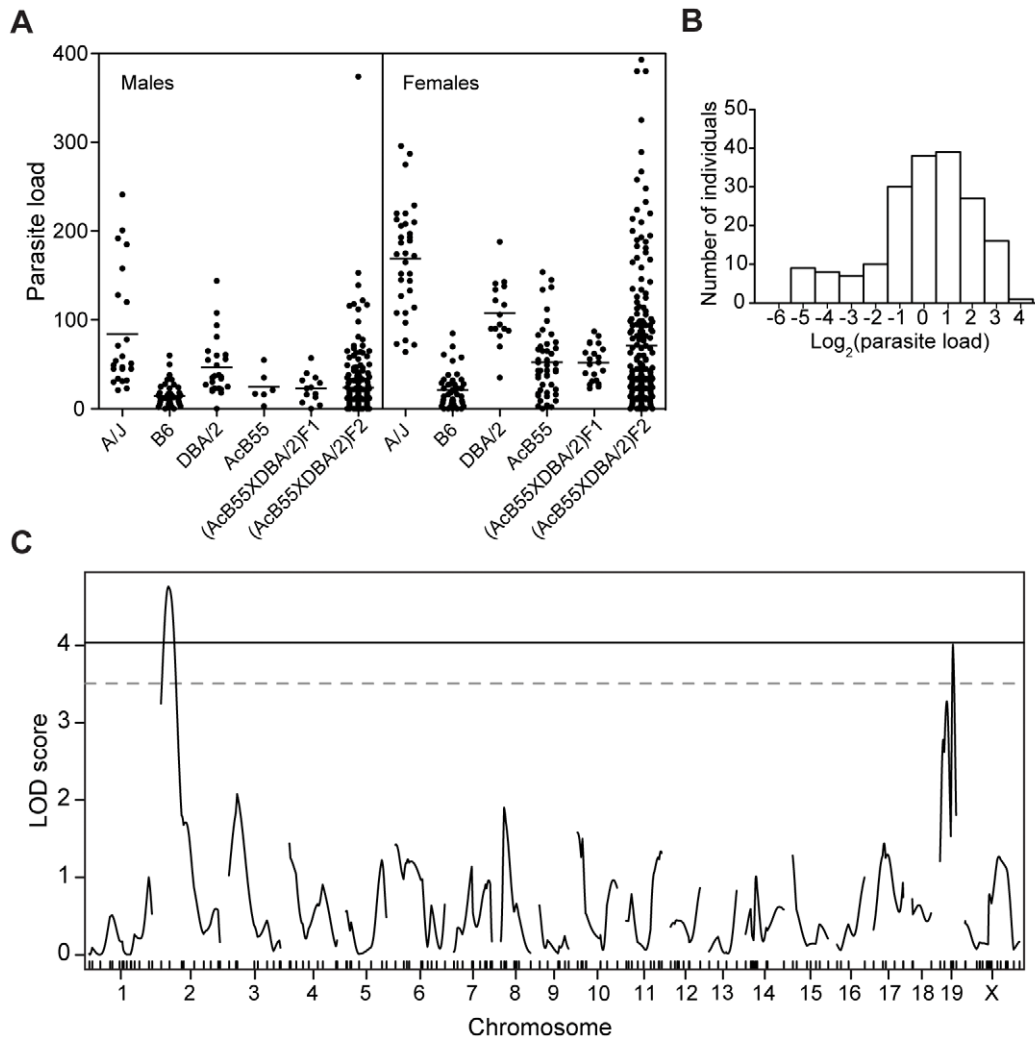 A
Parasite load
400
300
200
100
0
Males
Females
A/J
B6
DBA/2
AcB55
(AcB55XDBA/2)F1
(AcB55XDBA/2)F2
A/J
B6
DBA/2
AcB55
(AcB55XDBA/2)F1
(AcB55XDBA/2)F2
B
Number of individuals
50
40
30
20
10
0
-6 -5 -4 -3 -2 -1 0 1 2 3 4
Log2(parasite load)
C
LOD score
4
3
2
1
0
1 2 3 4 5 6 7 8 9 10 11 12 13 14 15 16 17 18 19 X
Chromosome